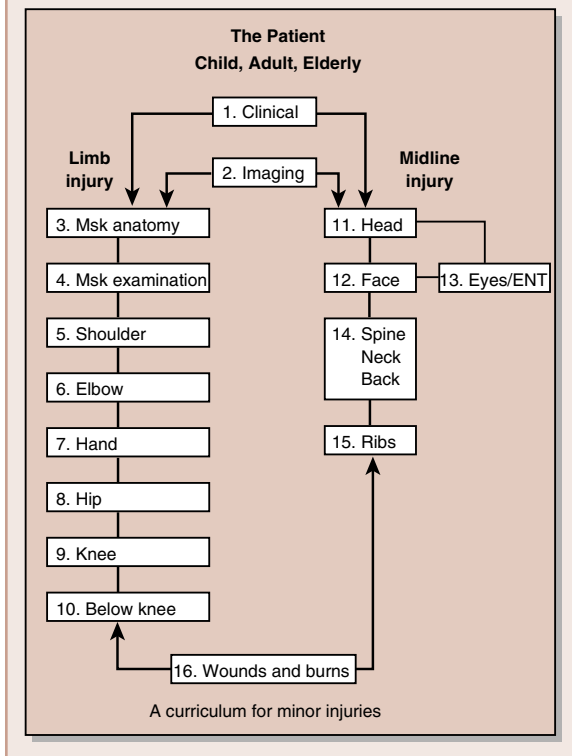 The Patient
Child, Adult, Elderly
1. Clinical
Limb
injury
2. Imaging
Midline
injury
3. Msk anatomy
4. Msk examination
5. Shoulder
6. Elbow
7. Hand
8. Hip
9. Knee
10. Below knee
11. Head
12. Face
13. Eyes/ENT
14. Spine
Neck
Back
15. Ribs
16. Wounds and burns
A curriculum for minor injuries